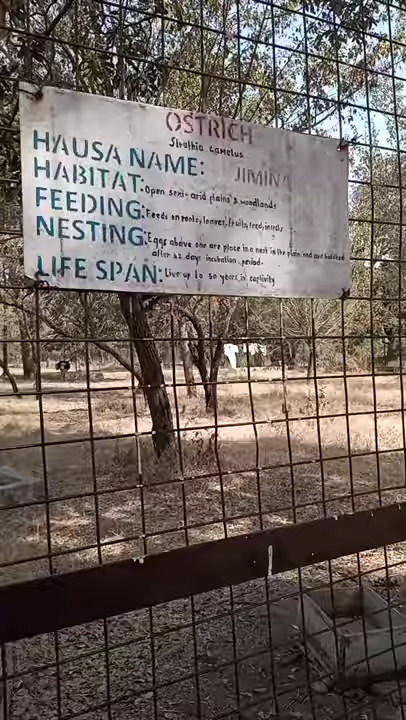 OSTRICH
Struthio camelus
HAUSA NAME: JIMINA
HABITAT: Open semi-arid plains & woodlands
FEEDING: Feeds on roots, leaves, fruits, seed, insects
NESTING: Eggs above one are place in a nest in the plain and are hatched
after 42 days incubation period.
LIFE SPAN: Live up to 50 years in captivity